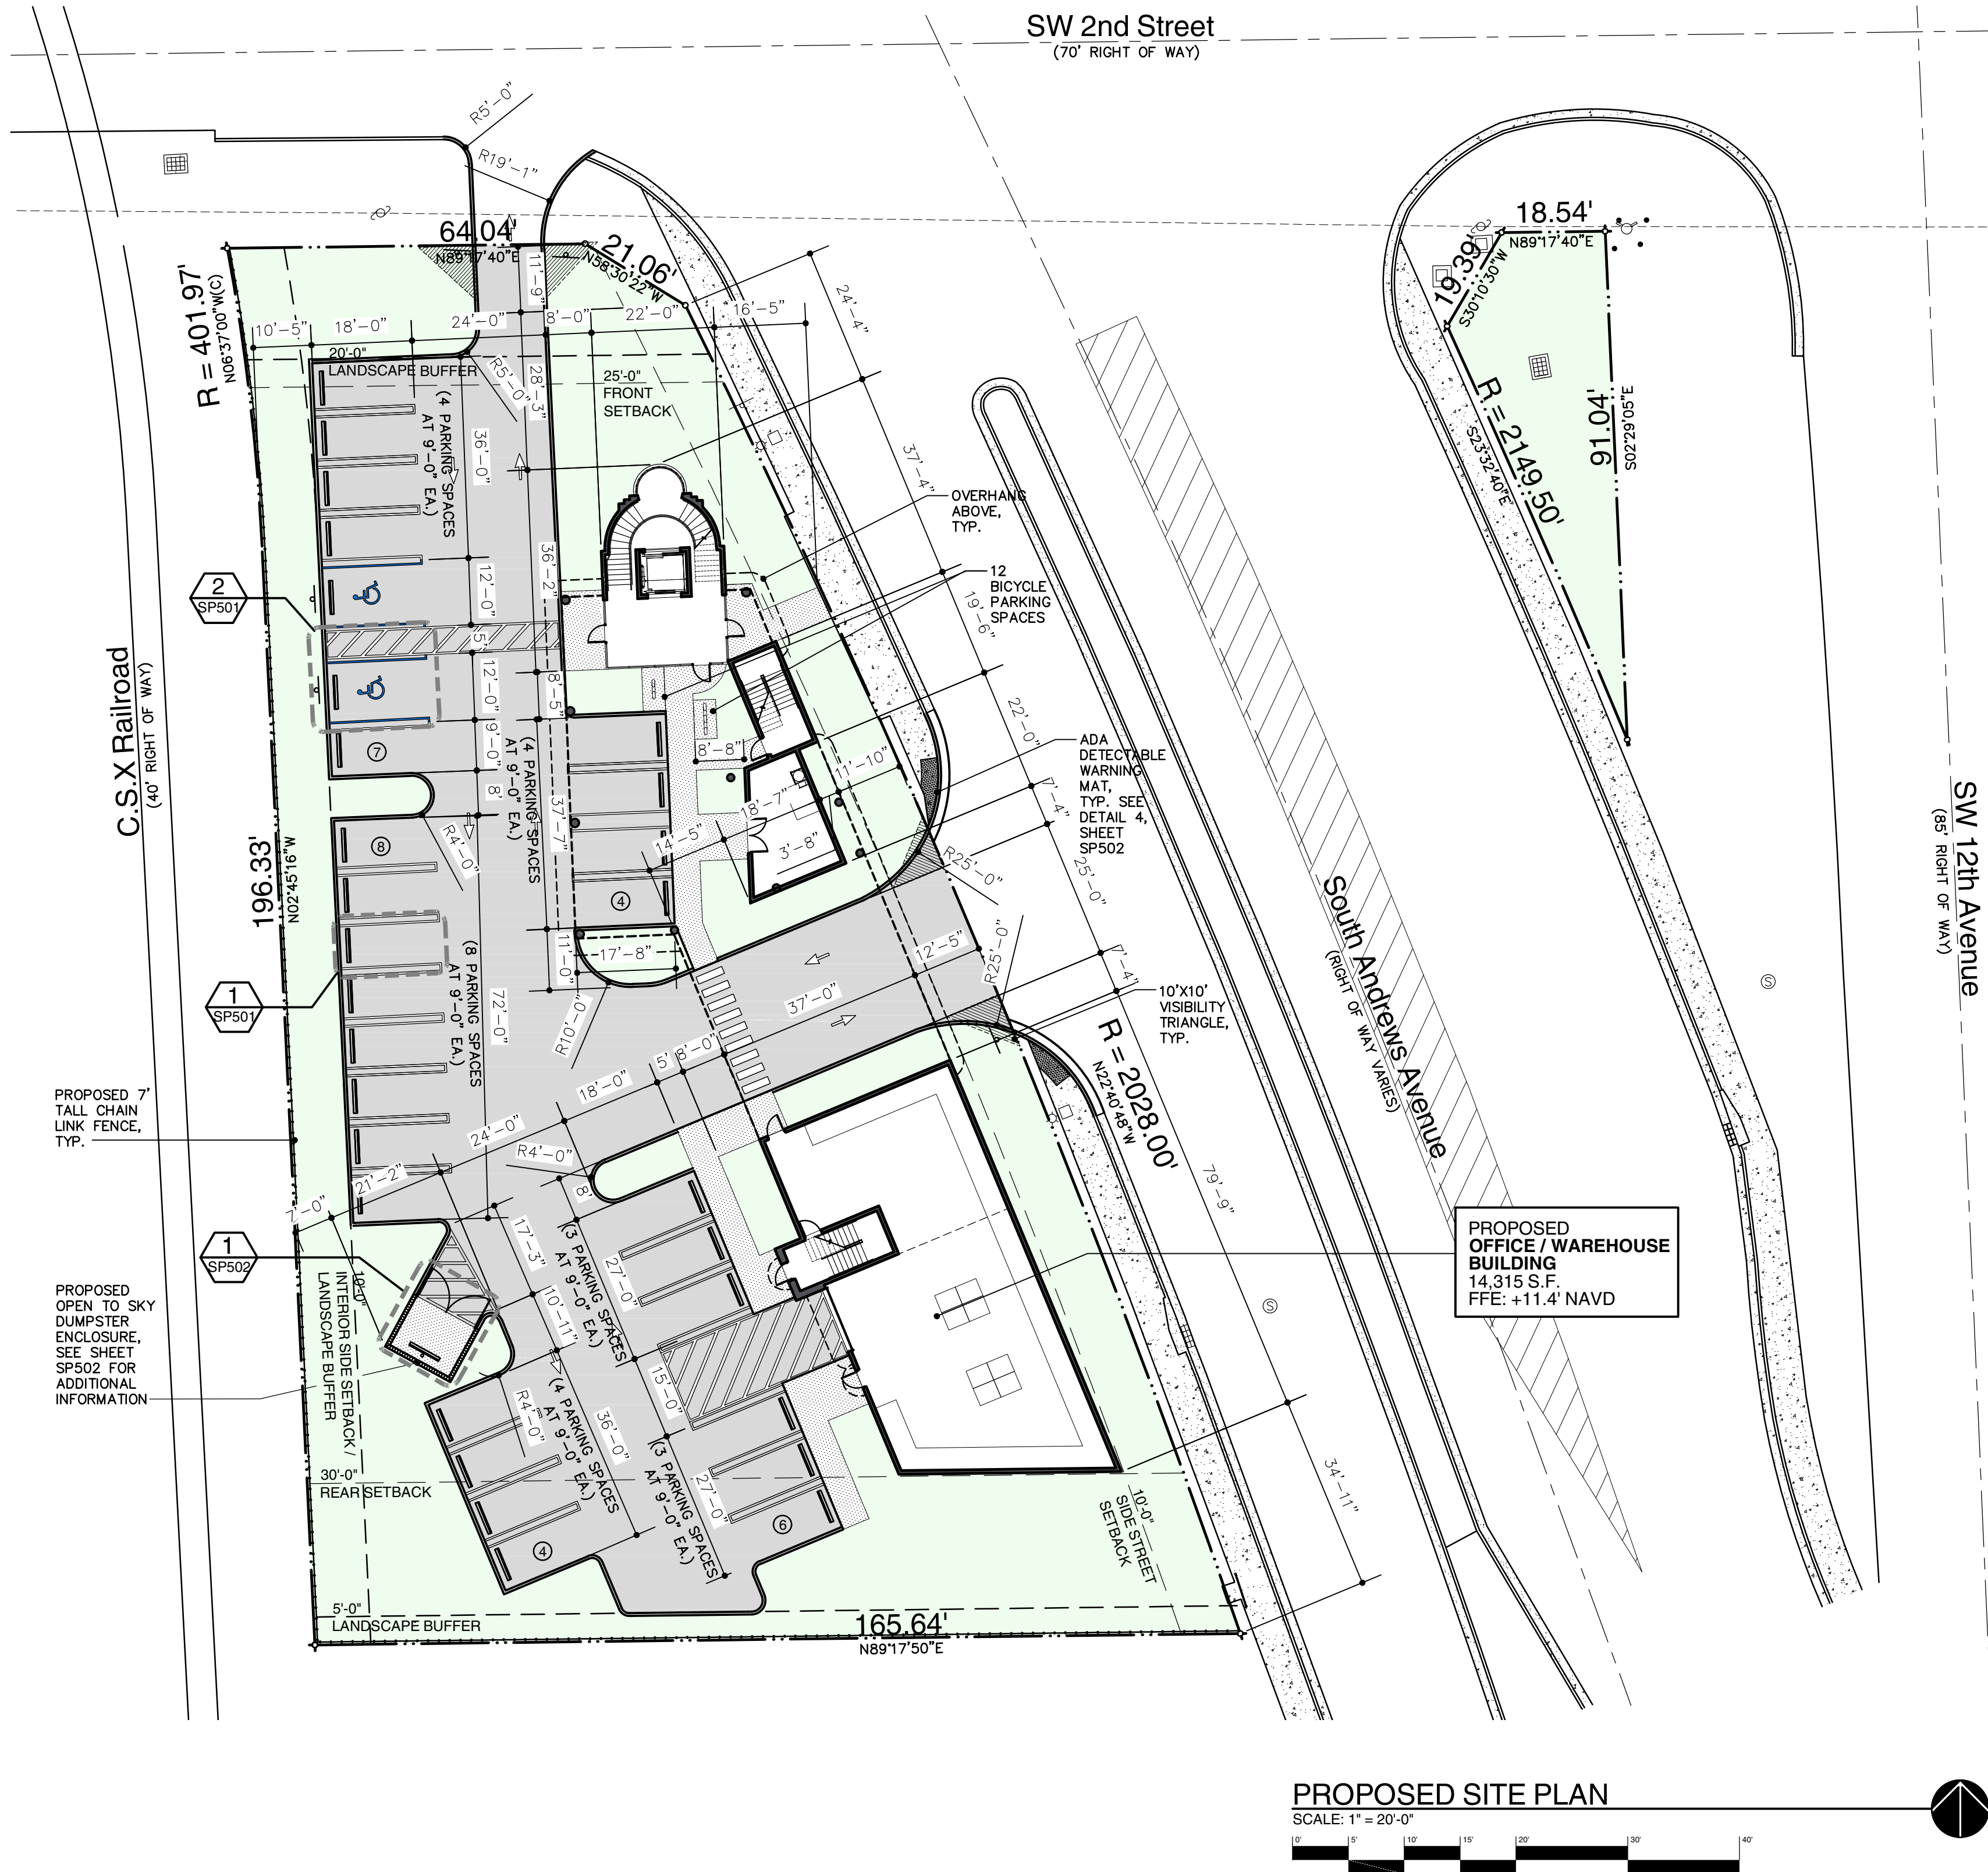 SW 2nd Street
(70' RIGHT OF WAY)
R5'-0"
R19'-1"
64.04'
N89°17'40"E
21.06'
N58°30'22"W
11'-9"
R = 401.97'
N06°37'00"W(C)
10'-5"
18'-0"
24'-0"
8'-0"
22'-0"
16'-5"
24'-4"
20'-0"
LANDSCAPE BUFFER
R5'-0"
28'-3"
25'-0"
FRONT
SETBACK
(4 PARKING SPACES
AT 9'-0" EA.)
36'-0"
37'-4"
18.54'
N89°17'40"E
19.39'
S30°10'30"W
R = 2149.50'
S23°32'40"E
91.04'
S02°29'05"E
OVERHANG
ABOVE,
TYP.
12
BICYCLE
PARKING
SPACES
2
SP501
12'-0"
5'
12'-0"
9'-0"
8'
36'-2"
8'-5"
19'-6"
22'-0"
7'-4"
25'-0"
7'-4"
C.S.X Railroad
(40' RIGHT OF WAY)
7
8
R4'-0"
(4 PARKING SPACES
AT 9'-0" EA.)
37'-7"
8'-8"
11'-10"
18'-7"
14'-5"
3'-8"
4
ADA
DETECTABLE
WARNING
MAT,
TYP. SEE
DETAIL 4,
SHEET
SP502
R25'-0"
196.33'
N02°45'16"W
(8 PARKING SPACES
AT 9'-0" EA.)
72'-0"
11'-0"
17'-8"
R10'-0"
12'-5"
R25'-0"
37'-0"
1
SP501
10'X10'
VISIBILITY
TRIANGLE,
TYP.
South Andrews Avenue
(RIGHT OF WAY VARIES)
SW 12th Avenue
(85' RIGHT OF WAY)
S
R = 2028.00'
N22°40'48"W
PROPOSED 7'
TALL CHAIN
LINK FENCE,
TYP.
5'
8'-0"
18'-0"
24'-0"
21'-2"
7'-0"
R4'-0"
8'
79'-9"
1
SP502
PROPOSED
OPEN TO SKY
DUMPSTER
ENCLOSURE,
SEE SHEET
SP502 FOR
ADDITIONAL
INFORMATION
10'-0"
INTERIOR SIDE SETBACK /
LANDSCAPE BUFFER
17'-3"
10'-11"
(3 PARKING SPACES
AT 9'-0" EA.)
27'-0"
15'-0"
R4'-0"
(4 PARKING SPACES
AT 9'-0" EA.)
36'-0"
(3 PARKING SPACES
AT 9'-0" EA.)
27'-0"
PROPOSED
OFFICE / WAREHOUSE
BUILDING
14,315 S.F.
FFE: +11.4' NAVD
S
34'-11"
30'-0"
REAR SETBACK
10'-0"
SIDE STREET
SETBACK
4
6
5'-0"
LANDSCAPE BUFFER
165.64'
N89°17'50"E
PROPOSED SITE PLAN
SCALE: 1" = 20'-0"
0' 5' 10' 15' 20' 30' 40'